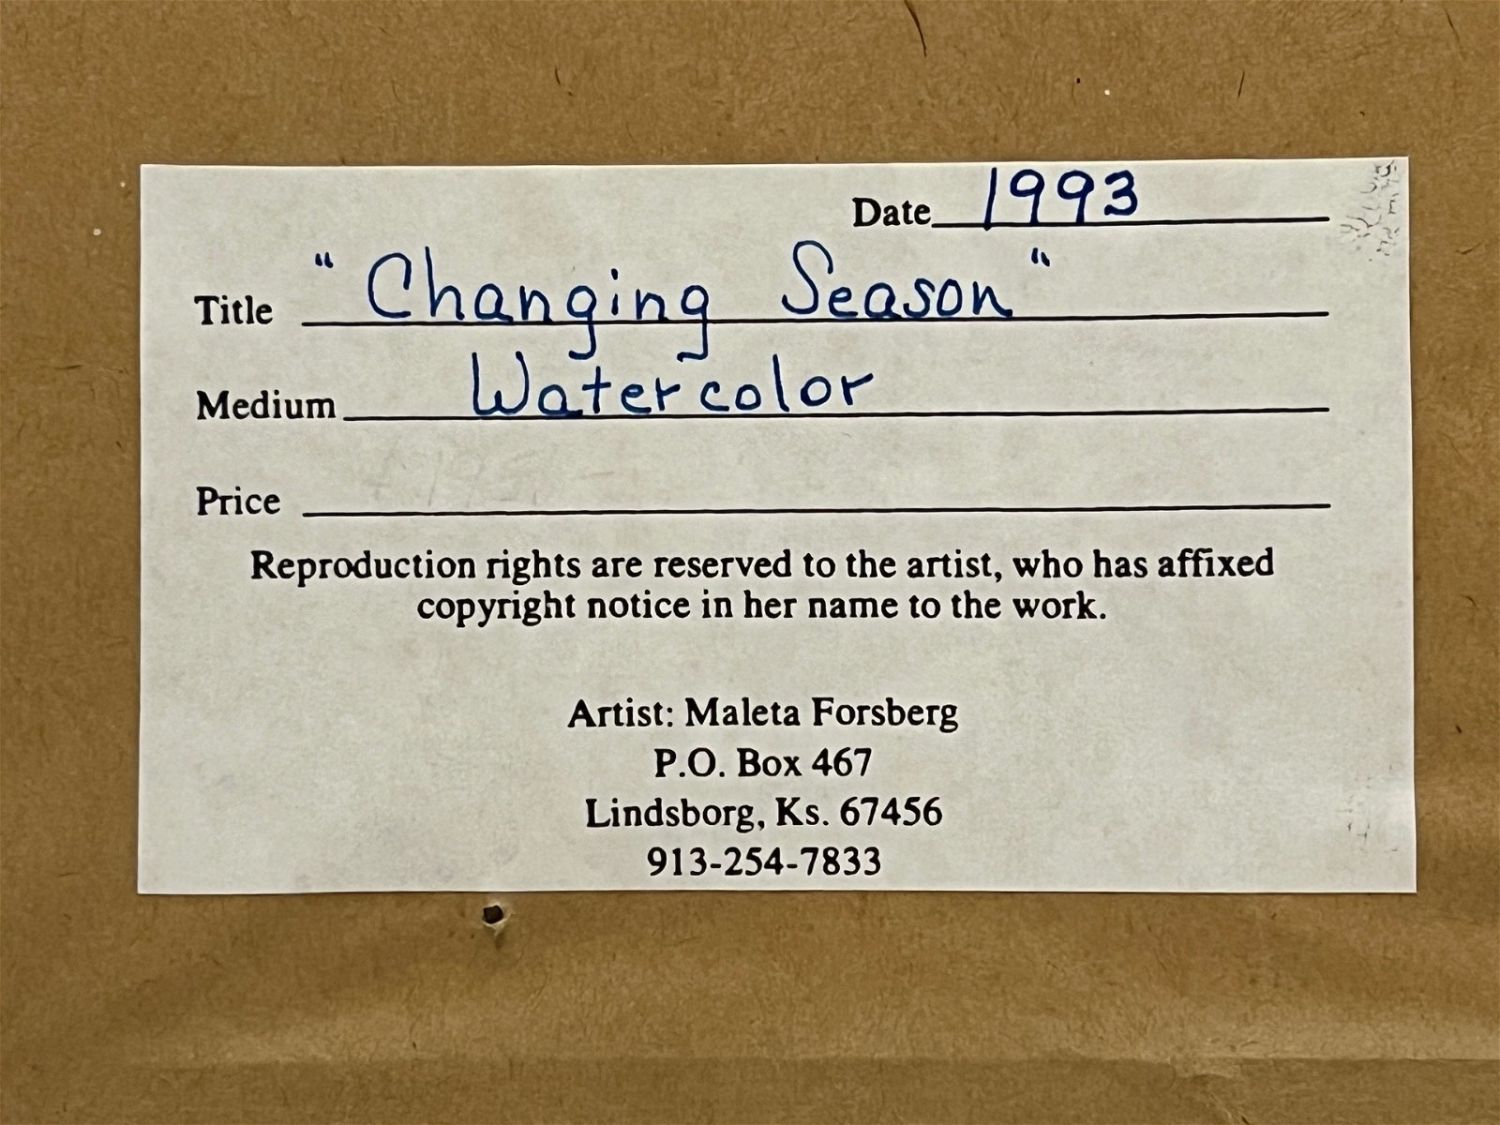 Date 1993
Title "Changing Season"
Medium Watercolor
Price
Reproduction rights are reserved to the artist, who has affixed
copyright notice in her name to the work.
Artist: Maleta Forsberg
P.O. Box 467
Lindsborg, Ks. 67456
913-254-7833